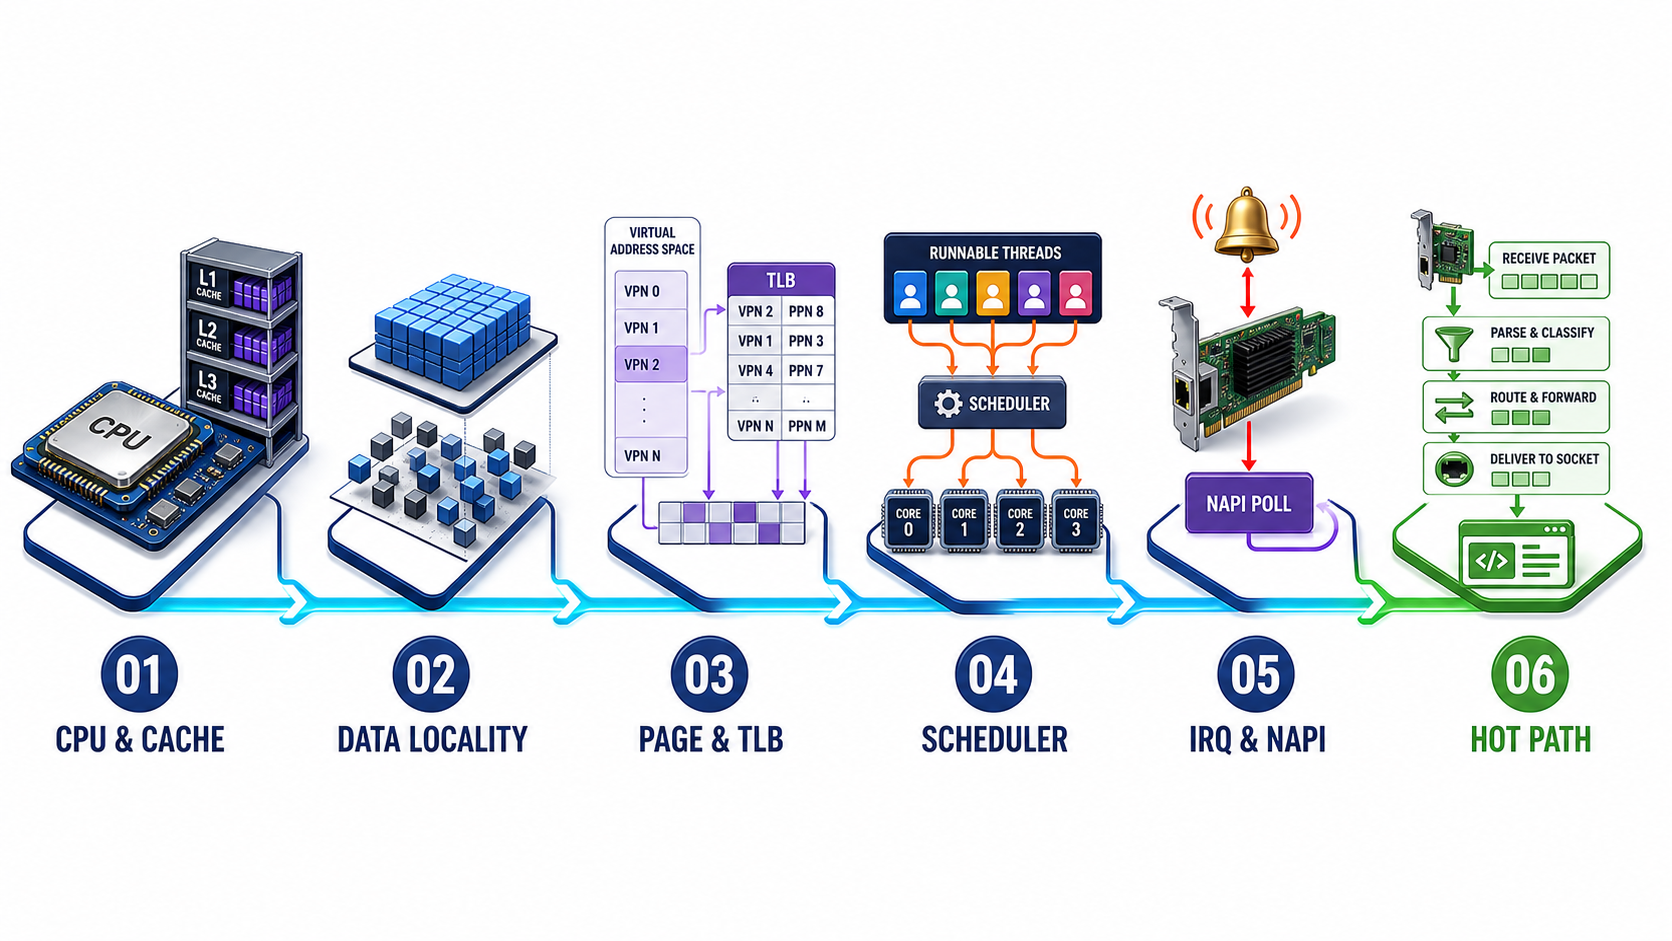 L1
CACHE
L2
CACHE
L3
CACHE
CPU
01
CPU & CACHE
02
DATA LOCALITY
VIRTUAL
ADDRESS SPACE
VPN 0
VPN 1
VPN 2
VPN N
TLB
VPN 2 PPN 8
VPN 1 PPN 3
VPN 4 PPN 7
VPN N PPN M
03
PAGE & TLB
RUNNABLE THREADS
SCHEDULER
CORE
0
CORE
1
CORE
2
CORE
3
04
SCHEDULER
NAPI POLL
05
IRQ & NAPI
RECEIVE PACKET
PARSE & CLASSIFY
ROUTE & FORWARD
DELIVER TO SOCKET
</>
06
HOT PATH